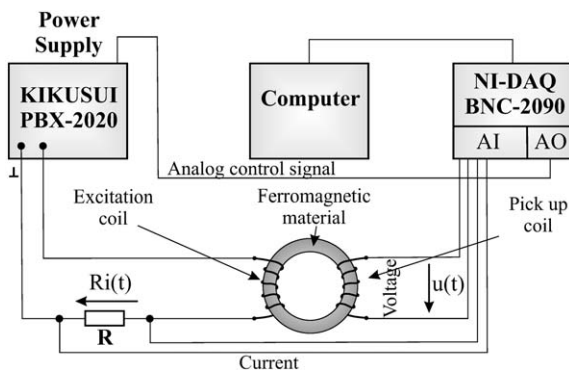 Power
Supply
KIKUSUI
PBX-2020
Computer
NI-DAQ
BNC-2090
AI
AO
⊥
Analog control signal
Excitation
coil
Ferromagnetic
material
Pick up
coil
Ri(t)
R
Voltage
u(t)
Current